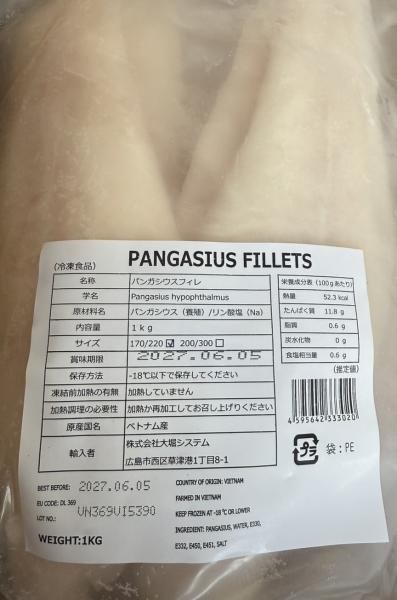 PANGASIUS FILLETS
(冷凍食品)
名称 パンガシウスフィレ
学名 Pangasius hypophthalmus
原材料名 パンガシウス（養殖）/リン酸塩（Na）
内容量 1 k g
サイズ 170/220 ☑ 200/300 ☐
賞味期限 2027.06.05
保存方法 -18℃以下で保存してください
凍結前加熱の有無 加熱していません
加熱調理の必要性 加熱か再加工してお召し上げりください
原産国名 ベトナム産
輸入者 株式会社大堀システム
広島市西区草津港1丁目8-1
栄養成分表（100ｇあたり）
熱量 52.3 kcal
たんぱく質 11.8 g
脂質 0.6 g
炭水化物 0 g
食塩相当量 0.6 g
(推定値)
4595642333020
プラ 袋：PE
BEST BEFORE: 2027.06.05
EU CODE: DL 369
LOT NO.: VN369VI5390
WEIGHT:1KG
COUNTRY OF ORIGIN: VIETNAM
FARMED IN VIETNAM
KEEP FROZEN AT -18 ℃ OR LOWER
INGREDIENT: PANGASIUS, WATER, E330,
E332, E450, E451, SALT